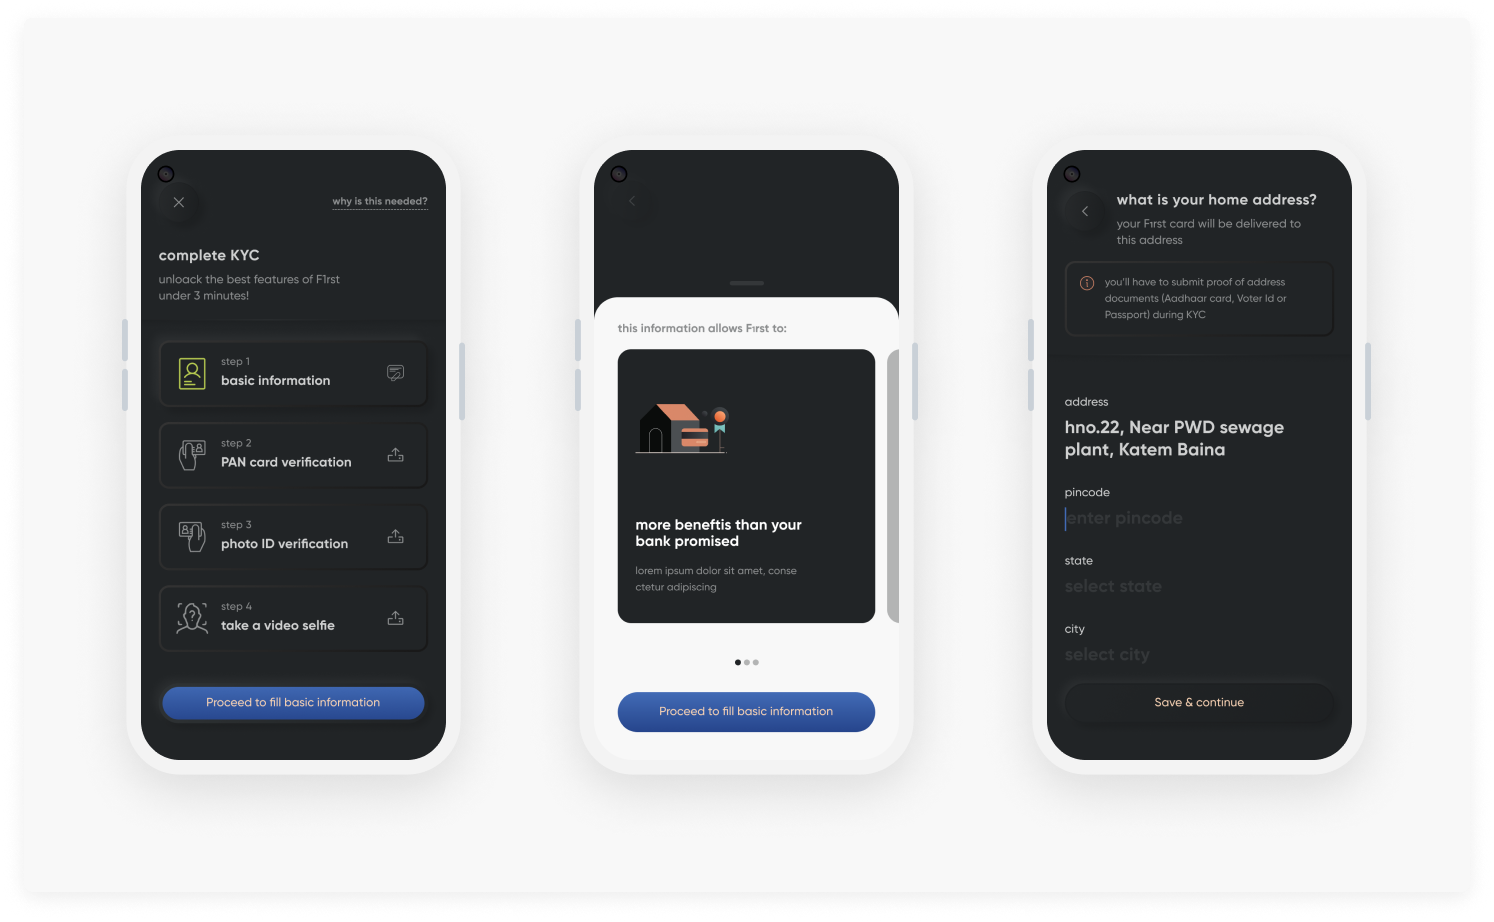 why is this needed?
complete KYC
unloack the best features of F1rst
under 3 minutes!
step 1
basic information
step 2
PAN card verification
step 3
photo ID verification
step 4
take a video selfie
Proceed to fill basic information
this information allows F1rst to:
more beneftis than your
bank promised
lorem ipsum dolor sit amet, conse
ctetur adipiscing
Proceed to fill basic information
what is your home address?
your F1rst card will be delivered to
this address
you'll have to submit proof of address
documents (Aadhaar card, Voter Id or
Passport) during KYC
address
hno.22, Near PWD sewage
plant, Katem Baina
pincode
enter pincode
state
select state
city
select city
Save & continue